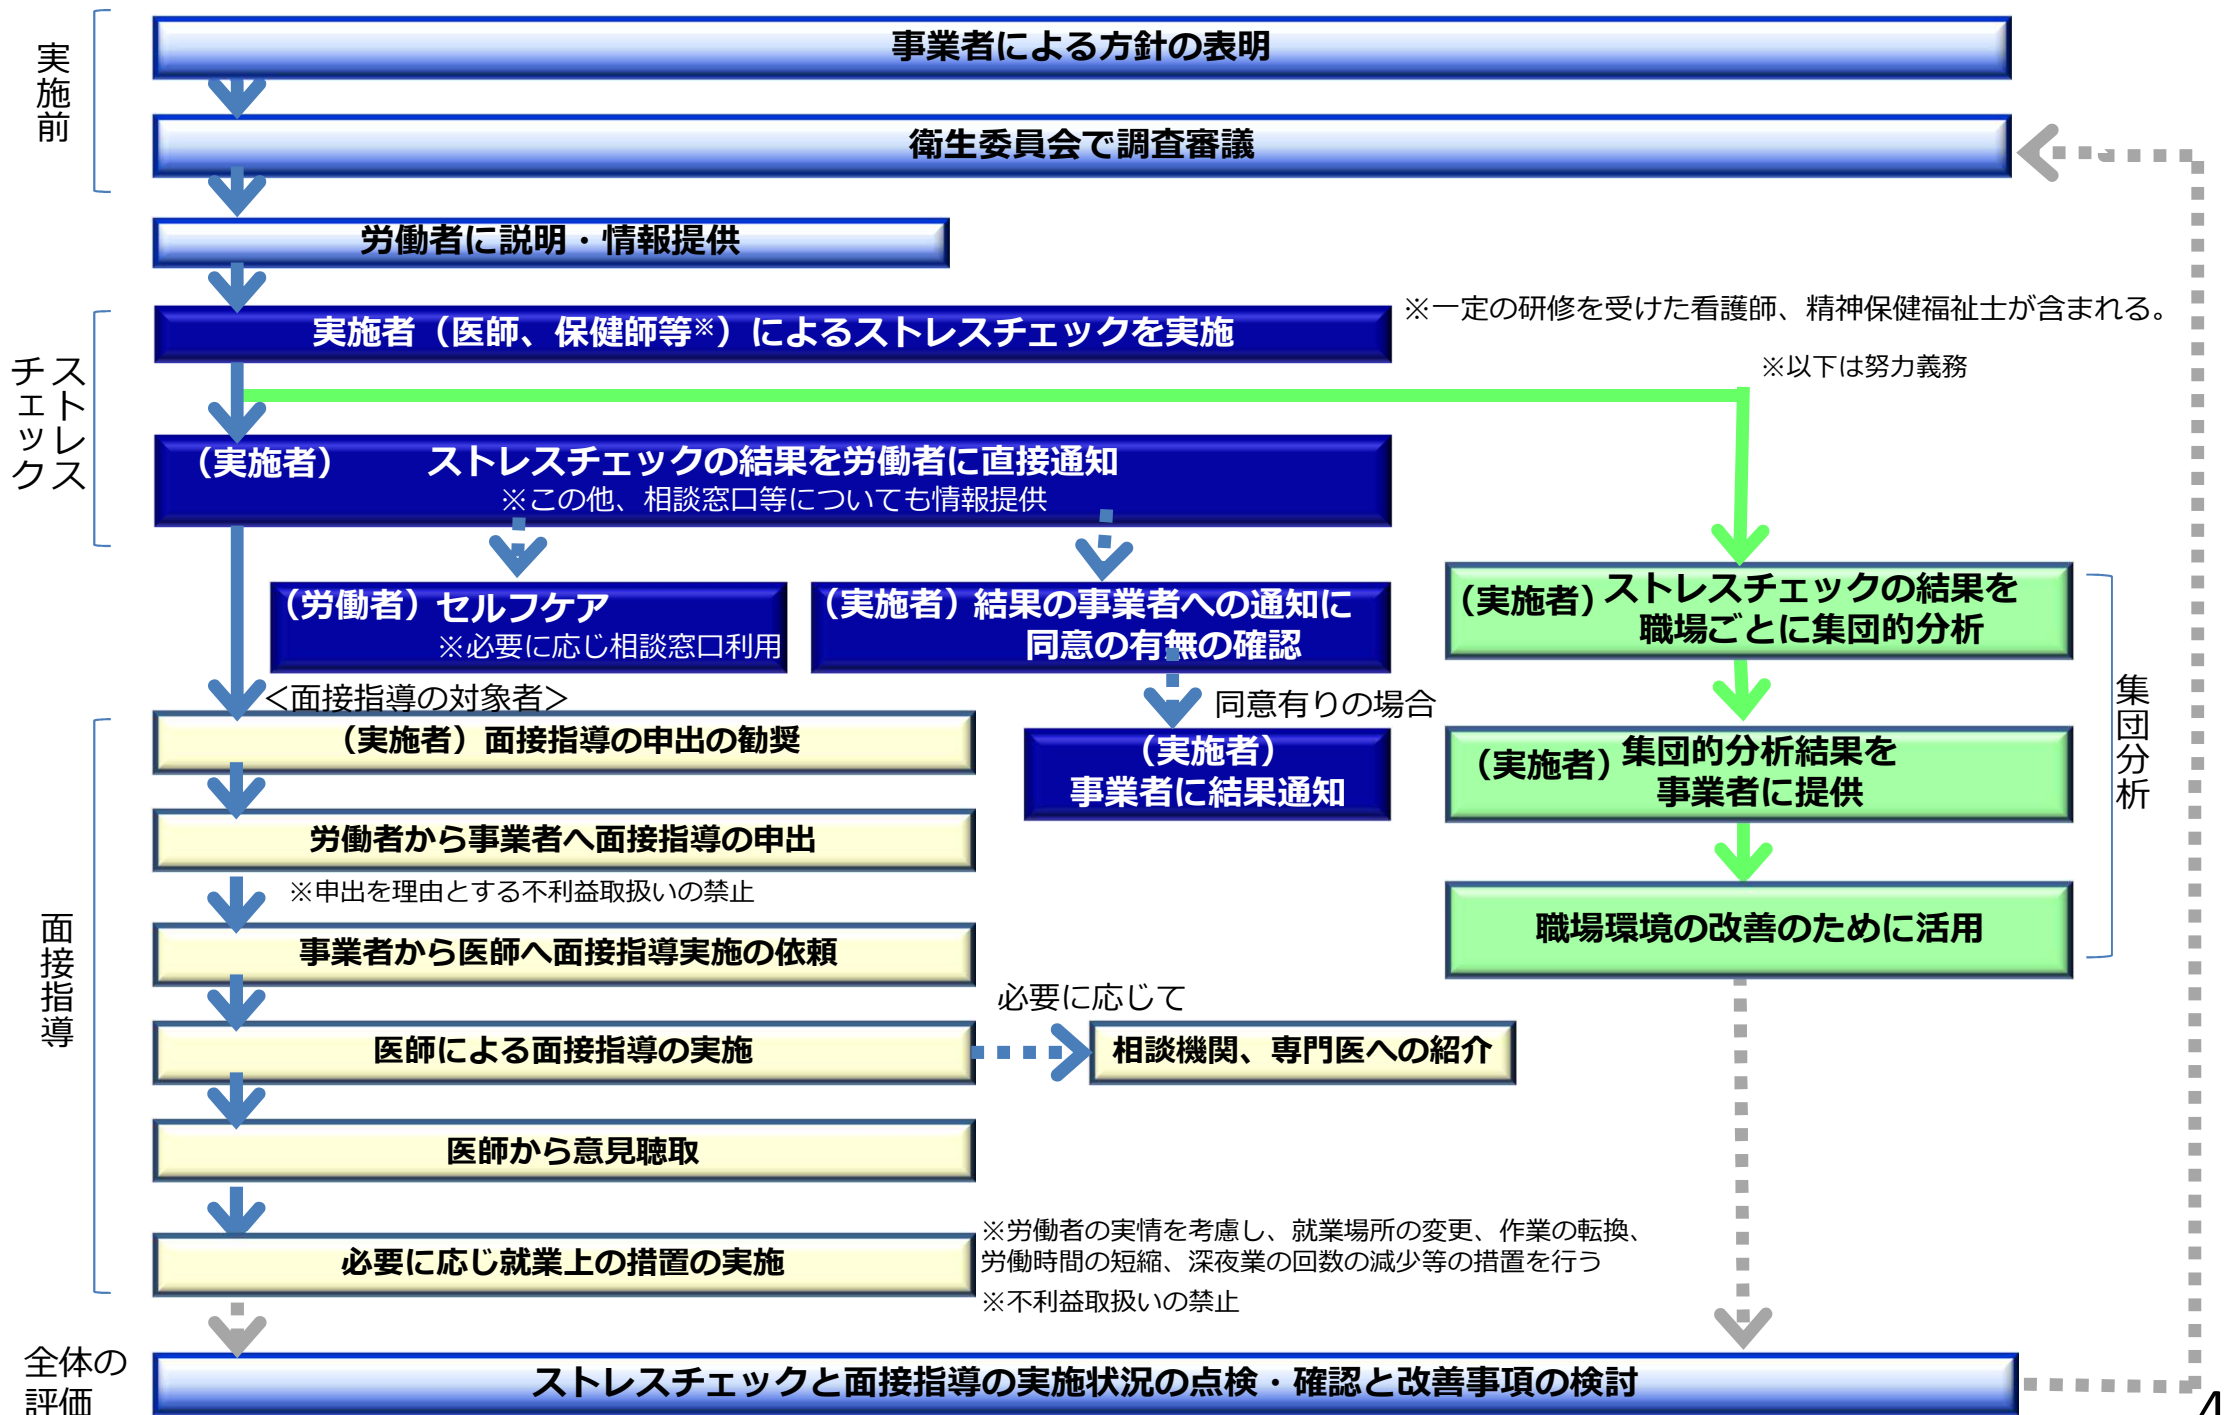 実施前
事業者による方針の表明
衛生委員会で調査審議
労働者に説明・情報提供
ストレス
チェック
実施者（医師、保健師等※）によるストレスチェックを実施
※一定の研修を受けた看護師、精神保健福祉士が含まれる。
※以下は努力義務
（実施者） ストレスチェックの結果を労働者に直接通知
※この他、相談窓口等についても情報提供
（労働者）セルフケア
※必要に応じ相談窓口利用
（実施者）結果の事業者への通知に
同意の有無の確認
同意有りの場合
（実施者）
事業者に結果通知
集団分析
（実施者）ストレスチェックの結果を
職場ごとに集団的分析
（実施者）集団的分析結果を
事業者に提供
職場環境の改善のために活用
面接指導
＜面接指導の対象者＞
（実施者）面接指導の申出の勧奨
労働者から事業者へ面接指導の申出
※申出を理由とする不利益取扱いの禁止
事業者から医師へ面接指導実施の依頼
医師による面接指導の実施
必要に応じて
相談機関、専門医への紹介
医師から意見聴取
必要に応じ就業上の措置の実施
※労働者の実情を考慮し、就業場所の変更、作業の転換、
労働時間の短縮、深夜業の回数の減少等の措置を行う
※不利益取扱いの禁止
全体の
評価
ストレスチェックと面接指導の実施状況の点検・確認と改善事項の検討
4